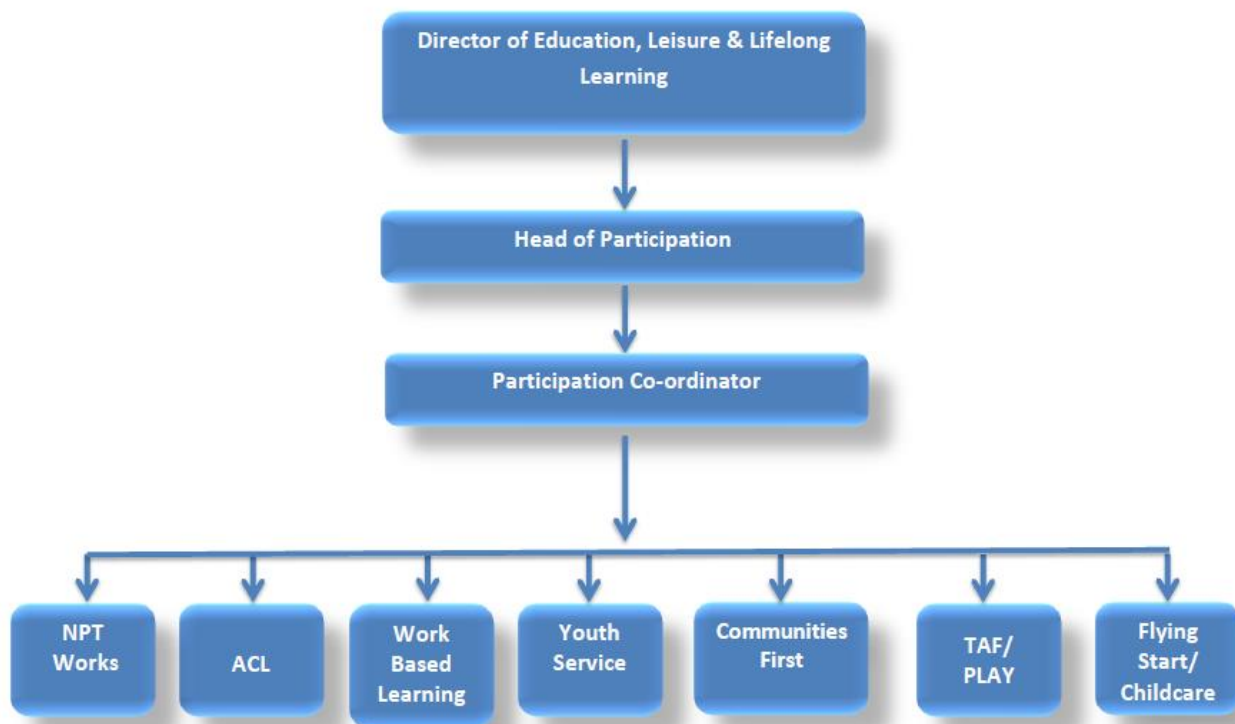 Director of Education, Leisure & Lifelong
Learning
Head of Participation
Participation Co-ordinator
NPT
Works
ACL
Work
Based
Learning
Youth
Service
Communities
First
TAF/
PLAY
Flying
Start/
Childcare